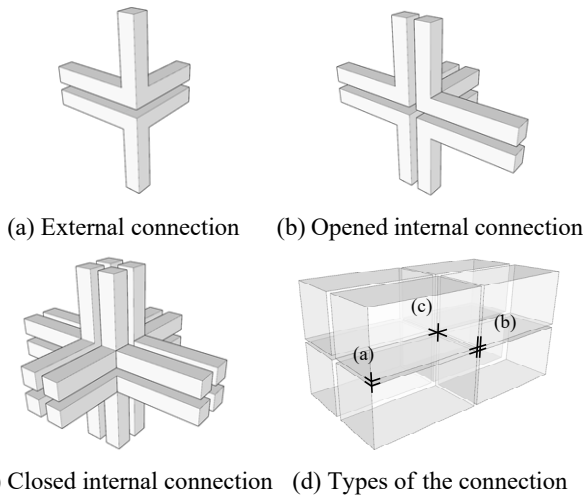 (a) External connection
(b) Opened internal connection
(c)
(b)
(a)
) Closed internal connection
(d) Types of the connection